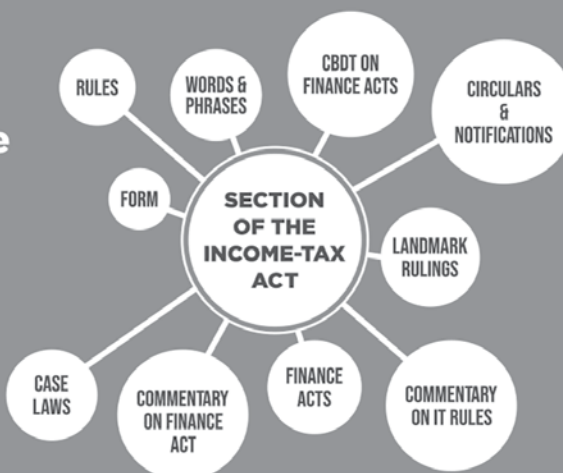 CBDT ON
FINANCE ACTS
WORDS &
PHRASES
RULES
CIRCULARS
&
NOTIFICATIONS
e
FORM
SECTION
OF THE
INCOME-TAX
ACT
LANDMARK
RULINGS
CASE
LAWS
COMMENTARY
ON FINANCE
ACT
FINANCE
ACTS
COMMENTARY
ON IT RULES